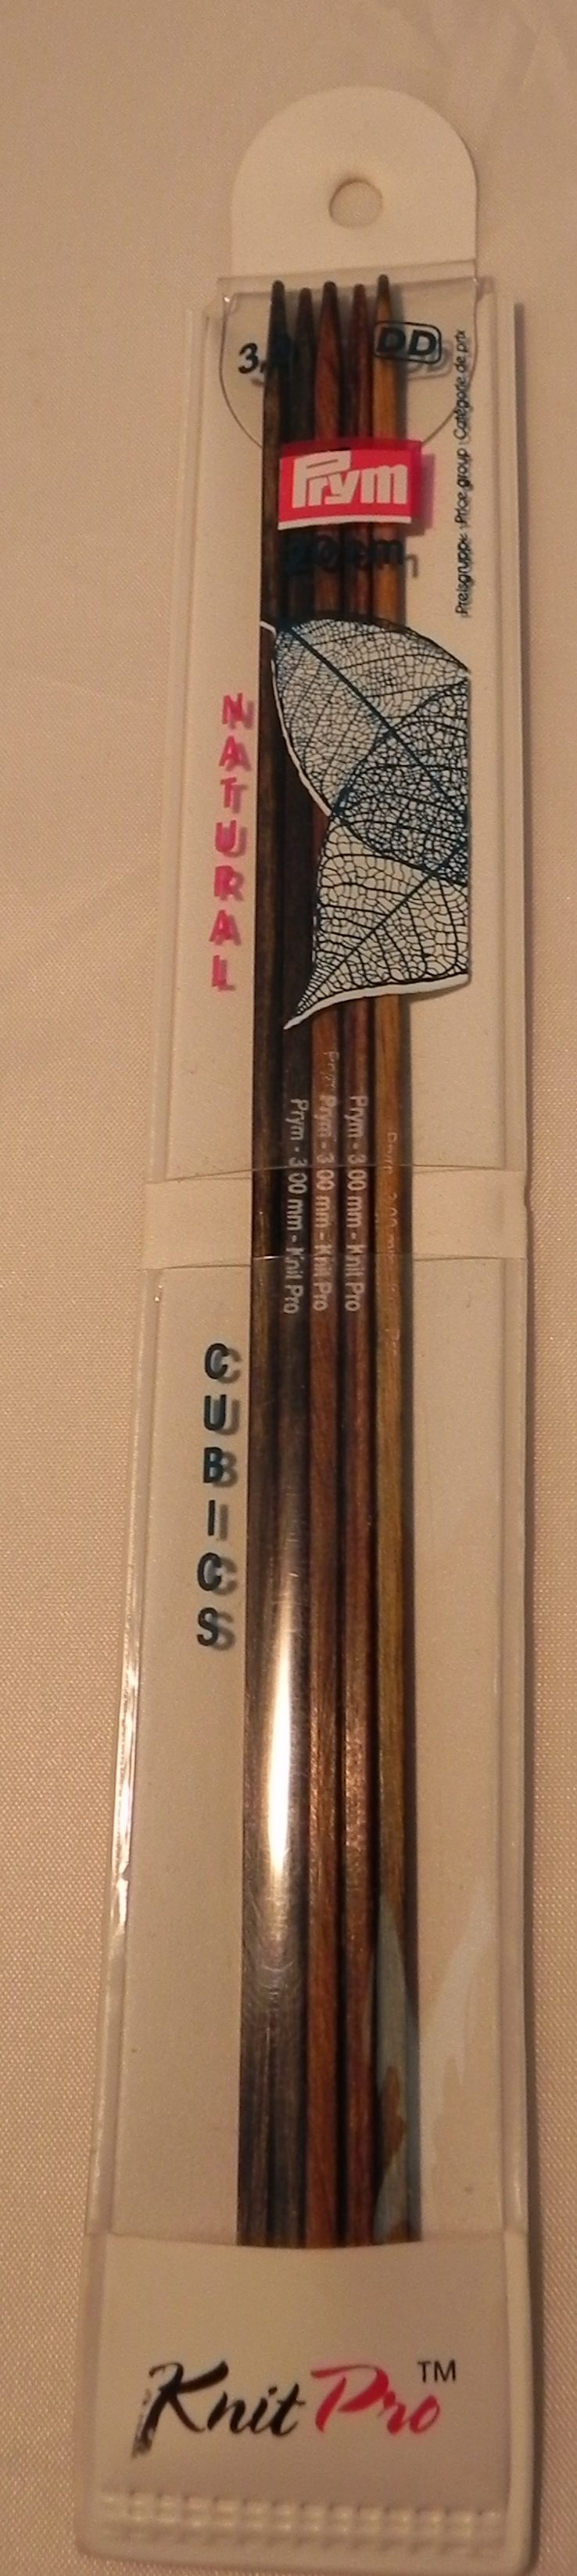 3,0
DD
Prym
20 cm
Preisgruppe · Price group · Catégorie de prix
NATURAL
Prym - 3.00 mm - Knit Pro
Prym - 3.00 mm - Knit Pro
Prym - 3.00 mm - Knit Pro
CUBICS
KnitPro™